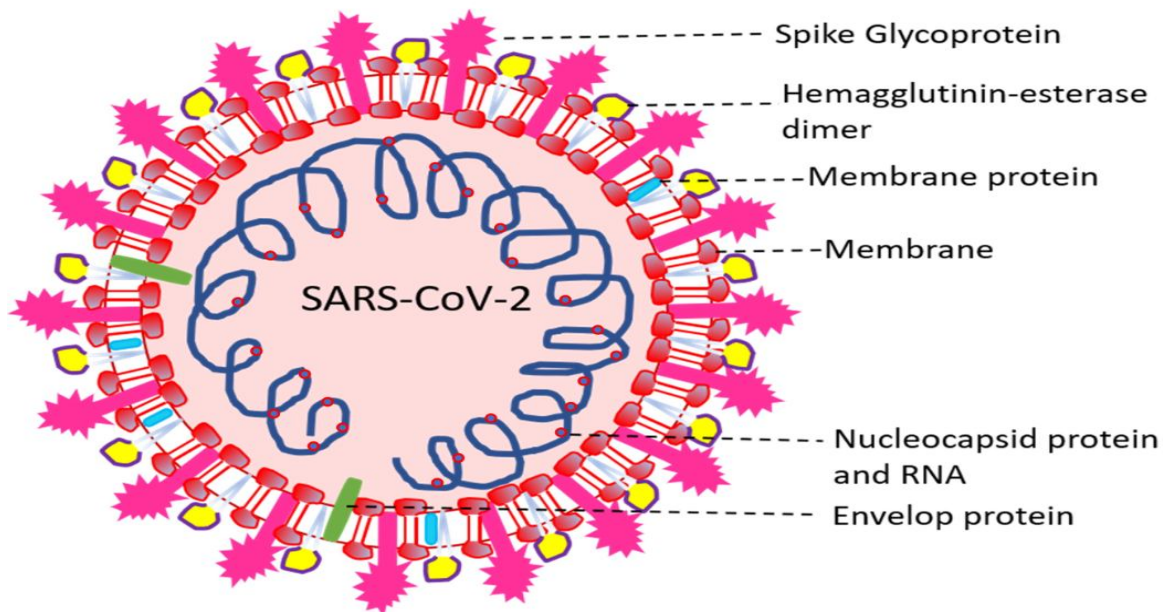 Spike Glycoprotein
Hemagglutinin-esterase
dimer
Membrane protein
Membrane
SARS-CoV-2
Nucleocapsid protein
and RNA
Envelop protein